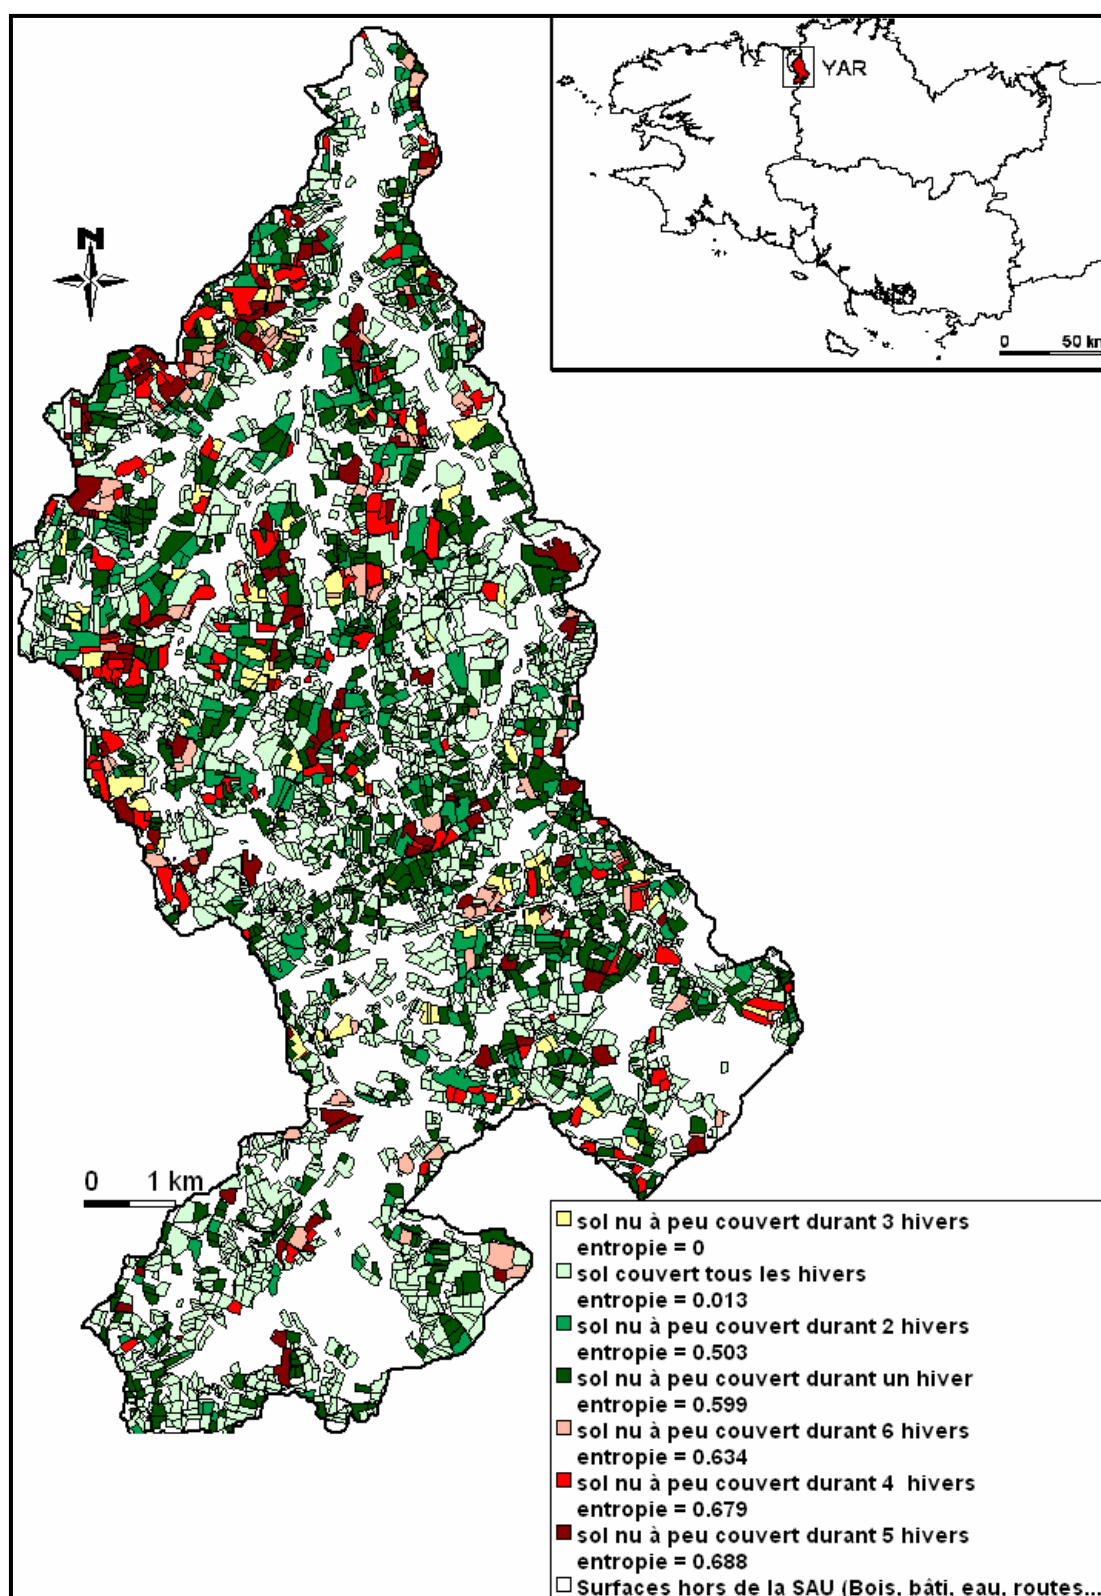 YAR
0 50 km
N
0 1 km
sol nu à peu couvert durant 3 hivers
entropie = 0
sol couvert tous les hivers
entropie = 0.013
sol nu à peu couvert durant 2 hivers
entropie = 0.503
sol nu à peu couvert durant un hiver
entropie = 0.599
sol nu à peu couvert durant 6 hivers
entropie = 0.634
sol nu à peu couvert durant 4 hivers
entropie = 0.679
sol nu à peu couvert durant 5 hivers
entropie = 0.688
Surfaces hors de la SAU (Bois, bâti, eau, routes...